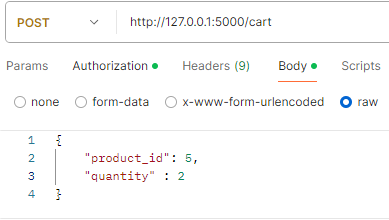 POST http://127.0.0.1:5000/cart
Params Authorization Headers (9) Body Scripts
none form-data x-www-form-urlencoded raw
1 {
2 "product_id": 5,
3 "quantity" : 2
4 }